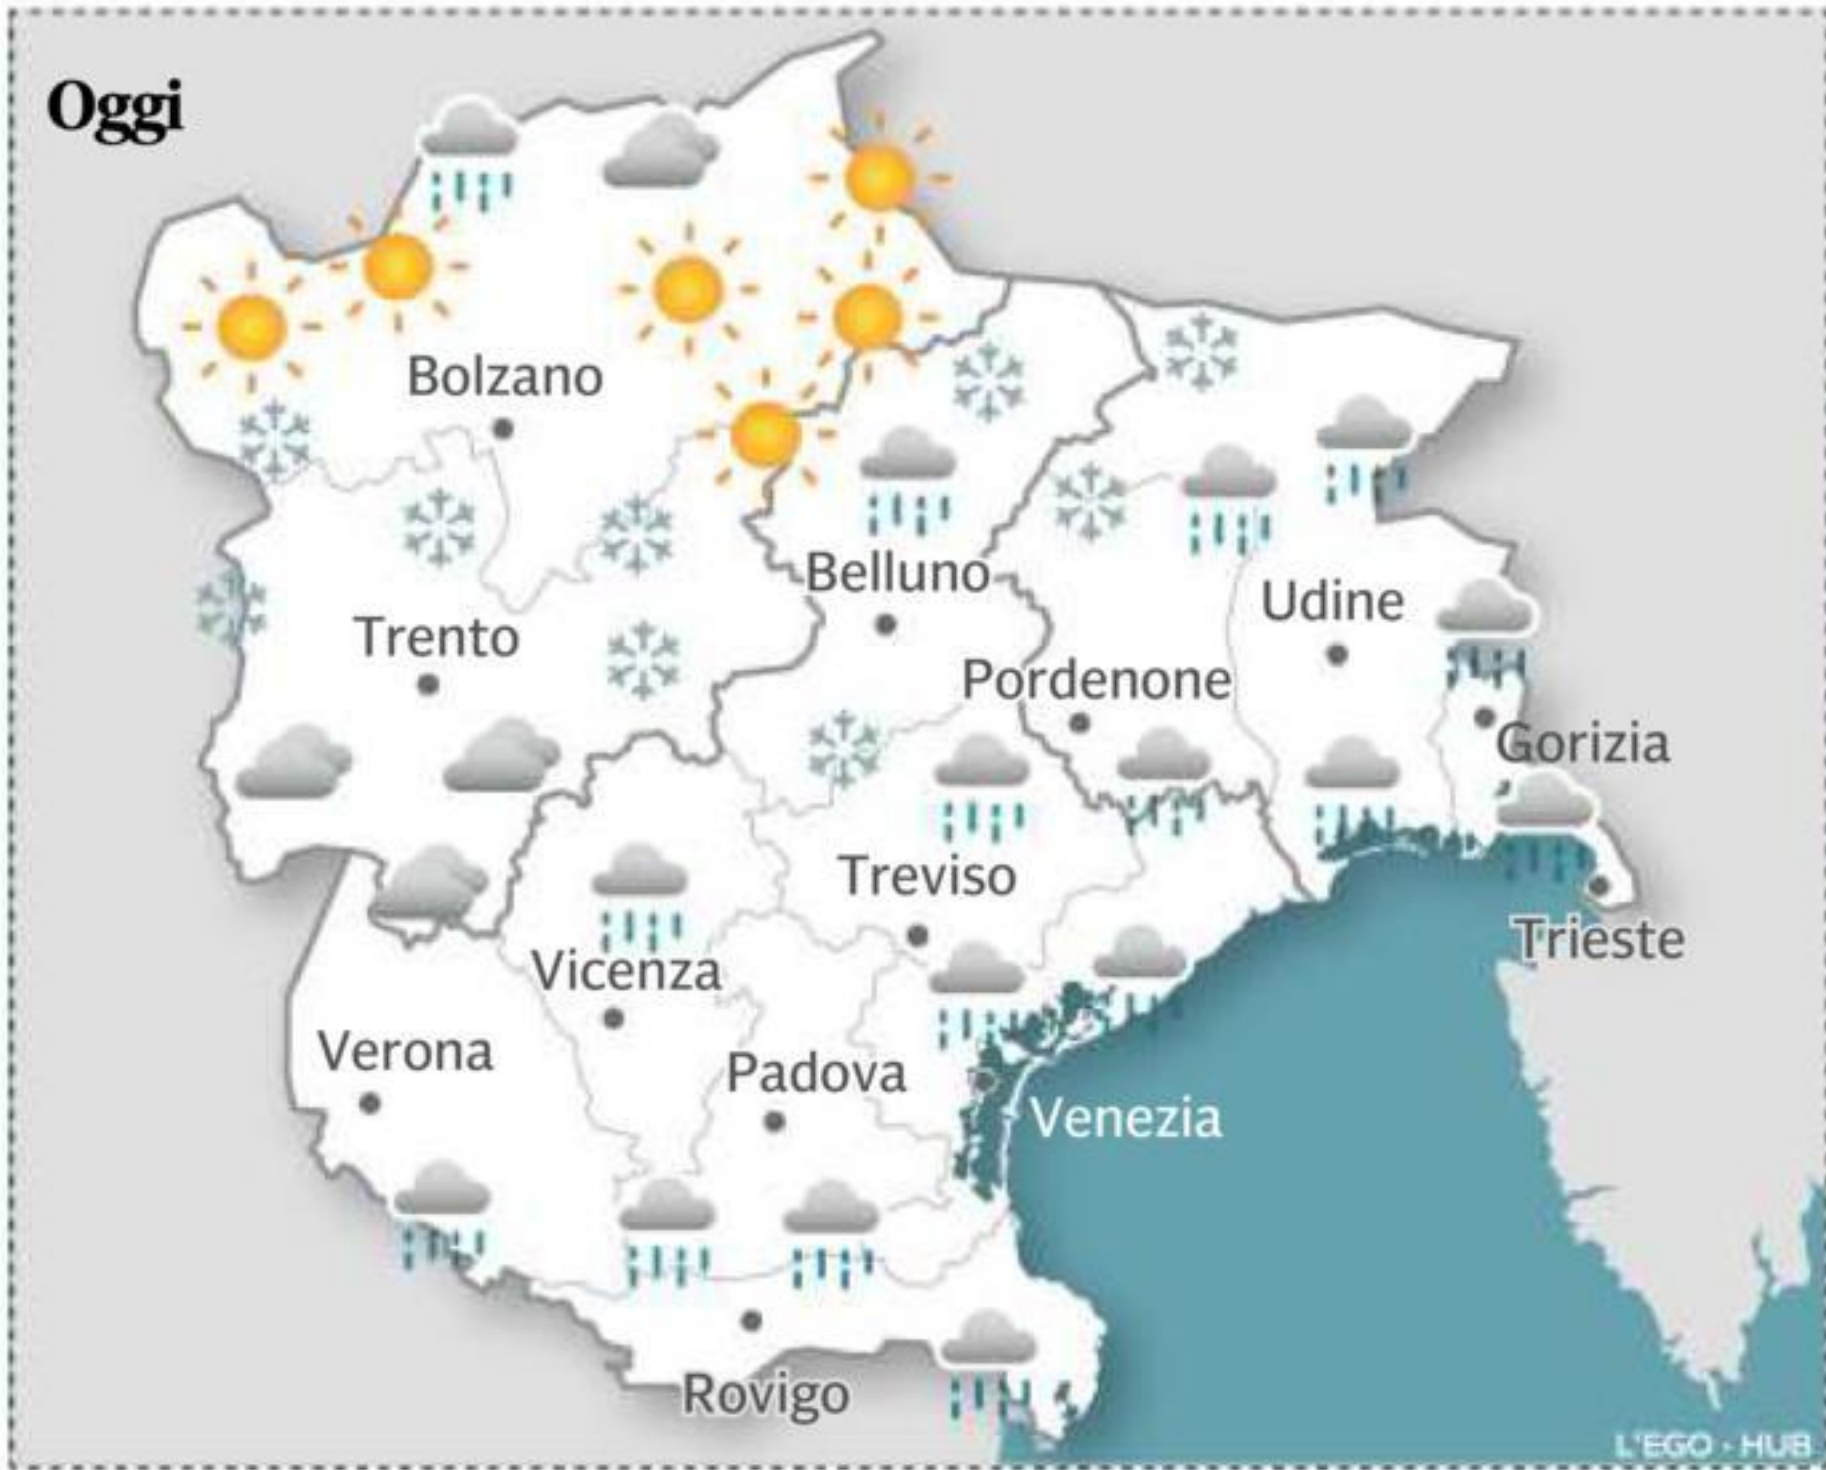 Oggi
Bolzano
Belluno
Udine
Trento
Pordenone
Gorizia
Treviso
Trieste
Vicenza
Verona
Padova
Venezia
Rovigo
L'EGO - HUB